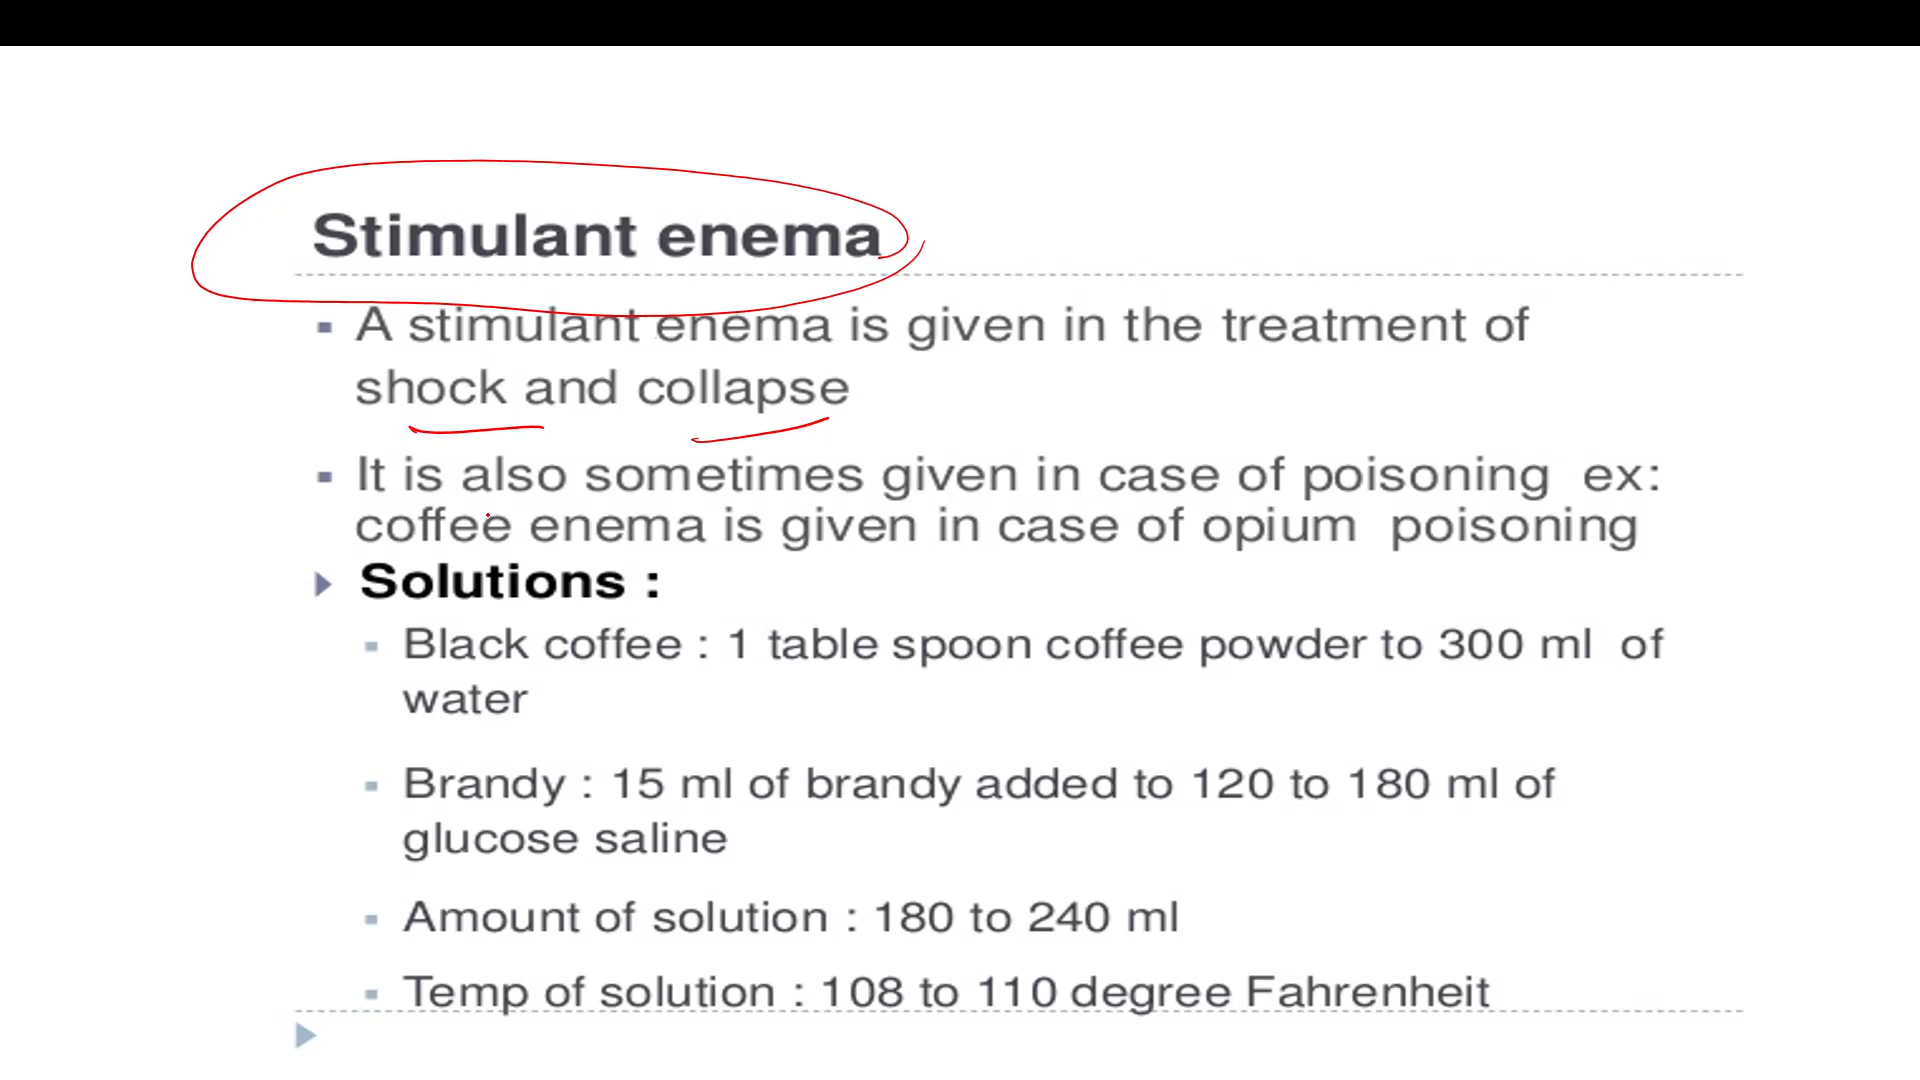 Stimulant enema
A stimulant enema is given in the treatment of
shock and collapse
It is also sometimes given in case of poisoning ex:
coffee enema is given in case of opium poisoning
Solutions :
Black coffee : 1 table spoon coffee powder to 300 ml of
water
Brandy : 15 ml of brandy added to 120 to 180 ml of
glucose saline
Amount of solution : 180 to 240 ml
Temp of solution : 108 to 110 degree Fahrenheit